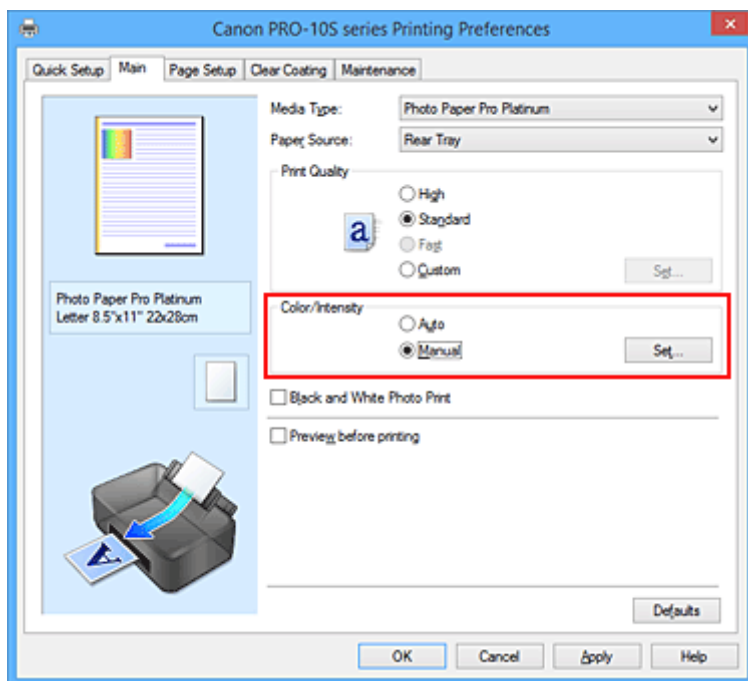 Canon PRO-10S series Printing Preferences
Quick Setup Main Page Setup Clear Coating Maintenance
Media Type: Photo Paper Pro Platinum
Paper Source: Rear Tray
Print Quality
High
Standard
Fast
Custom Set...
a
Photo Paper Pro Platinum
Letter 8.5"x11" 22x28cm
Color/Intensity
Auto
Manual Set...
Black and White Photo Print
Preview before printing
A
Defaults
OK Cancel Apply Help